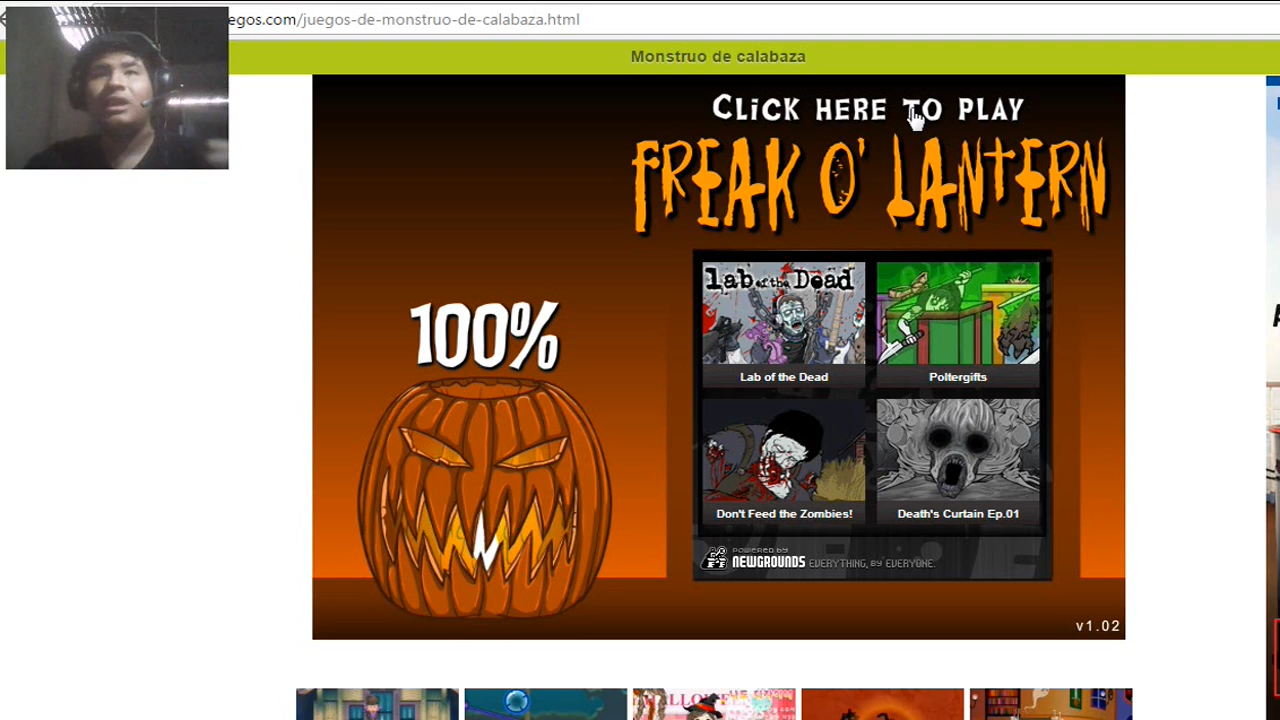 egos.com/juegos-de-monstruo-de-calabaza.html
Monstruo de calabaza
CLICK HERE TO PLAY
FREAK O' LANTERN
100%
lab of the Dead
Lab of the Dead
Poltergifts
Don't Feed the Zombies!
Death's Curtain Ep.01
POWERED BY
NEWGROUNDS EVERYTHING, BY EVERYONE.
v1.02